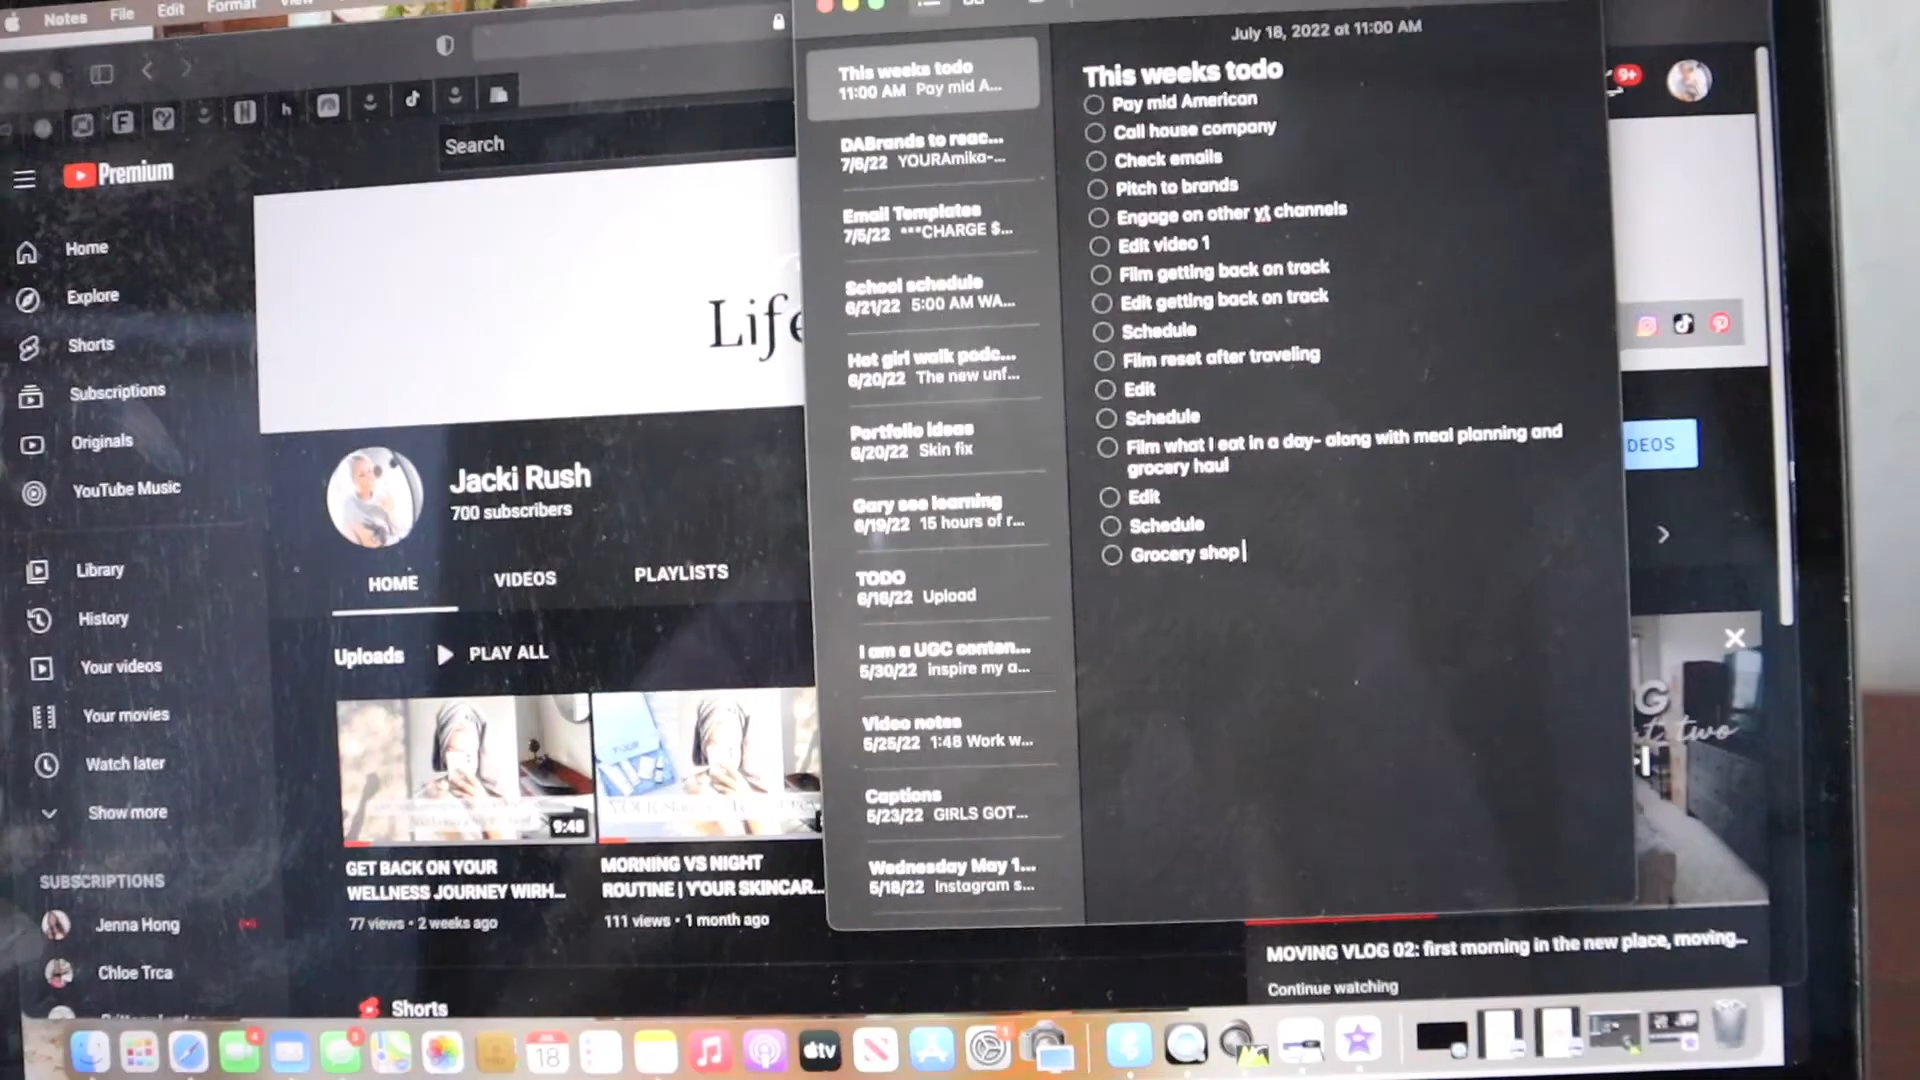 Notes File Edit Format View
July 18, 2022 at 11:00 AM
Search
Premium
Home
Explore
Shorts
Subscriptions
Originals
YouTube Music
Library
History
Your videos
Your movies
Watch later
Show more
SUBSCRIPTIONS
Jenna Hong
Chloe Trca
Life
Jacki Rush
700 subscribers
HOME VIDEOS PLAYLISTS
Uploads PLAY ALL
9:48
GET BACK ON YOUR
WELLNESS JOURNEY WIRH...
77 views • 2 weeks ago
MORNING VS NIGHT
ROUTINE | YOUR SKINCAR...
111 views • 1 month ago
Shorts
This weeks todo
11:00 AM Pay mid A...
DABrands to reac...
7/6/22 YOURAmika-...
Email Templates
7/5/22 ***CHARGE $...
School schedule
6/21/22 5:00 AM WA...
Hot girl walk podc...
6/20/22 The new unf...
Portfolio ideas
6/20/22 Skin fix
Gary see learning
6/19/22 15 hours of r...
TODO
6/16/22 Upload
I am a UGC conten...
5/30/22 inspire my a...
Video notes
5/25/22 1:48 Work w...
Captions
5/23/22 GIRLS GOT...
Wednesday May 1...
5/18/22 Instagram s...
This weeks todo
Pay mid American
Call house company
Check emails
Pitch to brands
Engage on other yt channels
Edit video 1
Film getting back on track
Edit getting back on track
Schedule
Film reset after traveling
Edit
Schedule
Film what I eat in a day- along with meal planning and
grocery haul
Edit
Schedule
Grocery shop
9+
DEOS
G
two
MOVING VLOG 02: first morning in the new place, moving...
Continue watching
JUL
18
tv